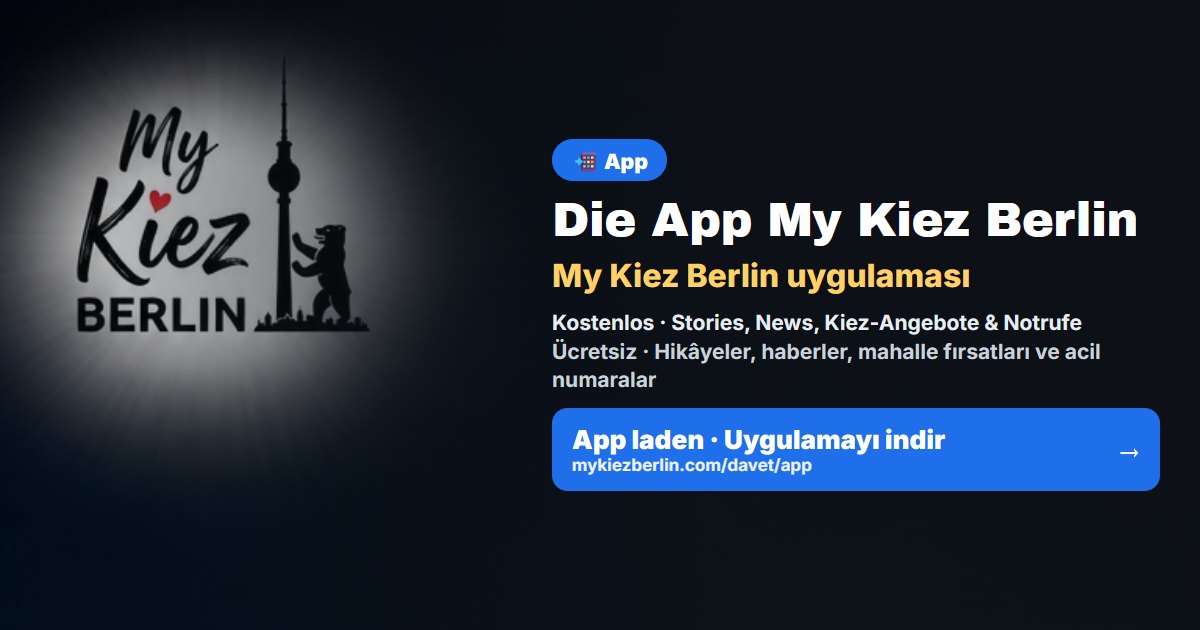 My
Kiez
BERLIN
App
Die App My Kiez Berlin
My Kiez Berlin uygulaması
Kostenlos · Stories, News, Kiez-Angebote & Notrufe
Ücretsiz · Hikâyeler, haberler, mahalle fırsatları ve acil
numaralar
App laden · Uygulamayı indir
mykiezberlin.com/davet/app
→